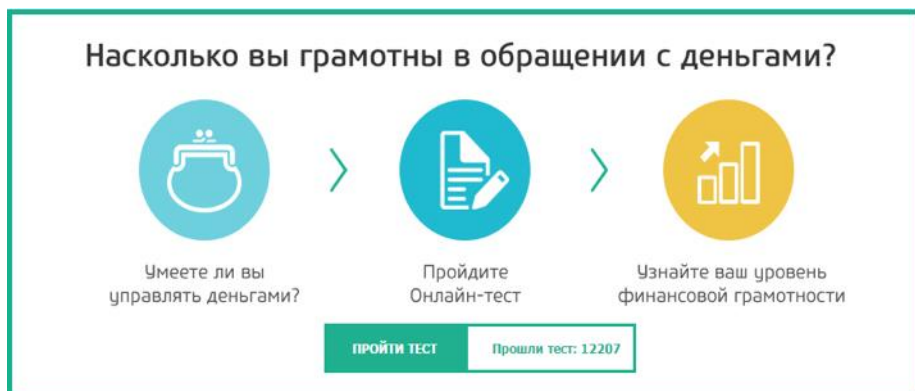 Насколько вы грамотны в обращении с деньгами?
Умеете ли вы
управлять деньгами?
Пройдите
Онлайн-тест
Узнайте ваш уровень
финансовой грамотности
ПРОЙТИ ТЕСТ
Прошли тест: 12207